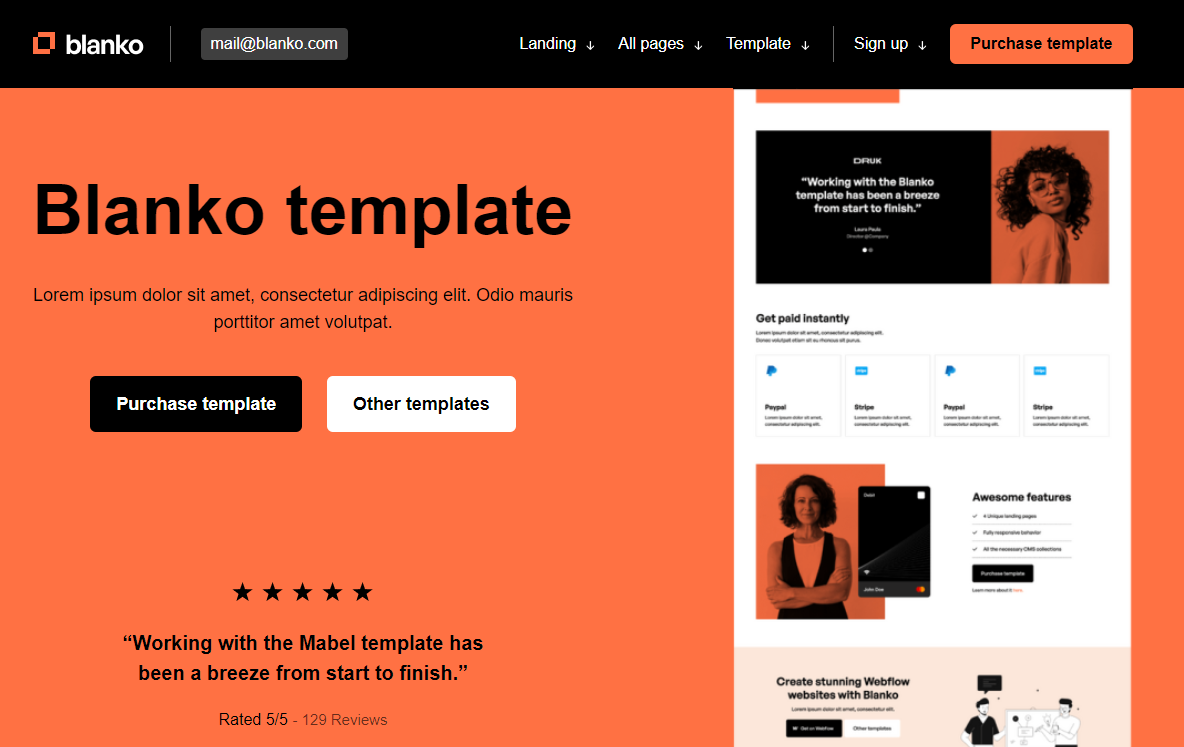 blanko
mail@blanko.com
Landing ↓
All pages ↓
Template ↓
Sign up ↓
Purchase template
Blanko template
Lorem ipsum dolor sit amet, consectetur adipiscing elit. Odio mauris
porttitor amet volutpat.
Purchase template
Other templates
★ ★ ★ ★ ★
“Working with the Mabel template has
been a breeze from start to finish.”
Rated 5/5 - 129 Reviews
DRUK
“Working with the Blanko
template has been a breeze
from start to finish.”
Laura Paula
Director @Company
Get paid instantly
Lorem ipsum dolor sit amet, consectetur adipiscing elit.
Donec volutpat etiam sit eu rhoncus sit purus.
Paypal
Lorem ipsum dolor sit amet,
consectetur adipiscing elit.
stripe
Stripe
Lorem ipsum dolor sit amet,
consectetur adipiscing elit.
Paypal
Lorem ipsum dolor sit amet,
consectetur adipiscing elit.
stripe
Stripe
Lorem ipsum dolor sit amet,
consectetur adipiscing elit.
Debit
John Doe
Awesome features
4 Unique landing pages
Fully responsive behavior
All the necessary CMS collections
Purchase template
Learn more about it here.
Create stunning Webflow
websites with Blanko
Lorem ipsum dolor sit amet, consectetur adipiscing elit.
Get on Webflow
Other templates